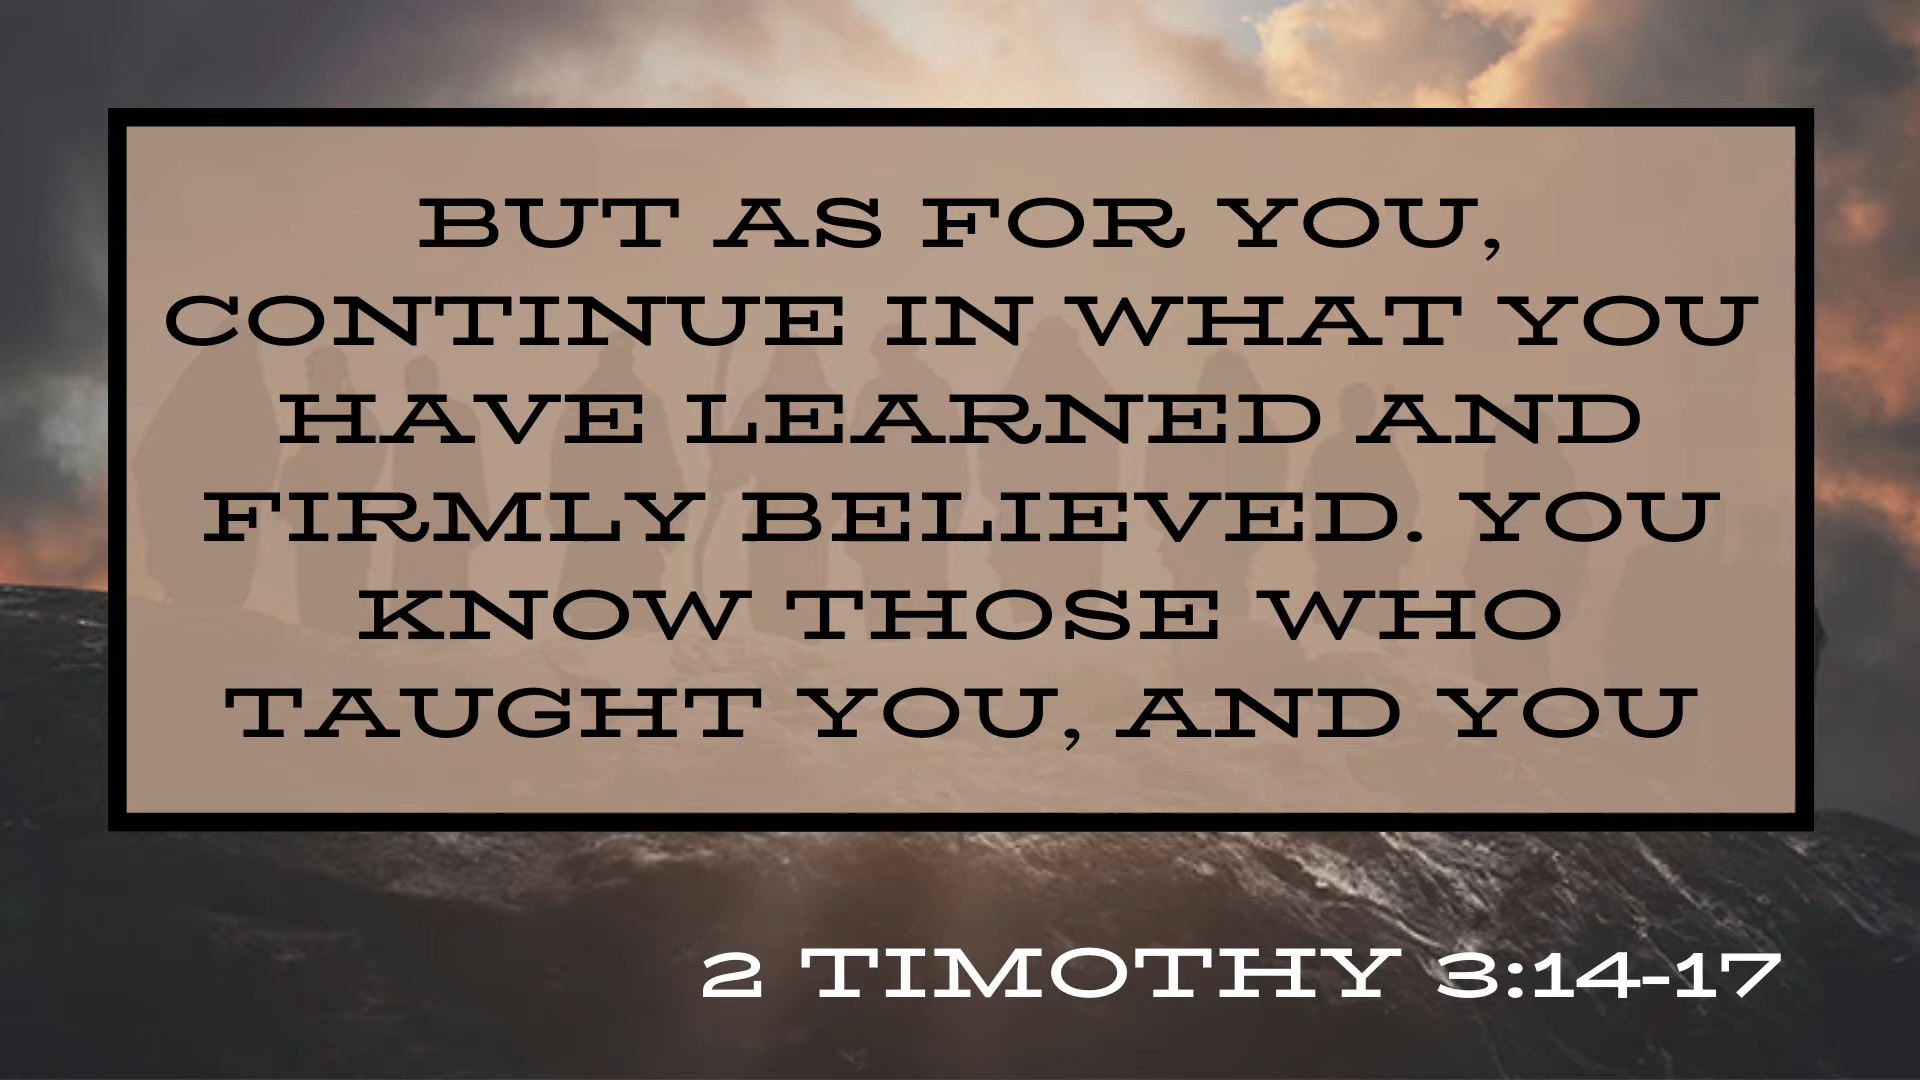 BUT AS FOR YOU,
CONTINUE IN WHAT YOU
HAVE LEARNED AND
FIRMLY BELIEVED. YOU
KNOW THOSE WHO
TAUGHT YOU, AND YOU
2 TIMOTHY 3:14-17